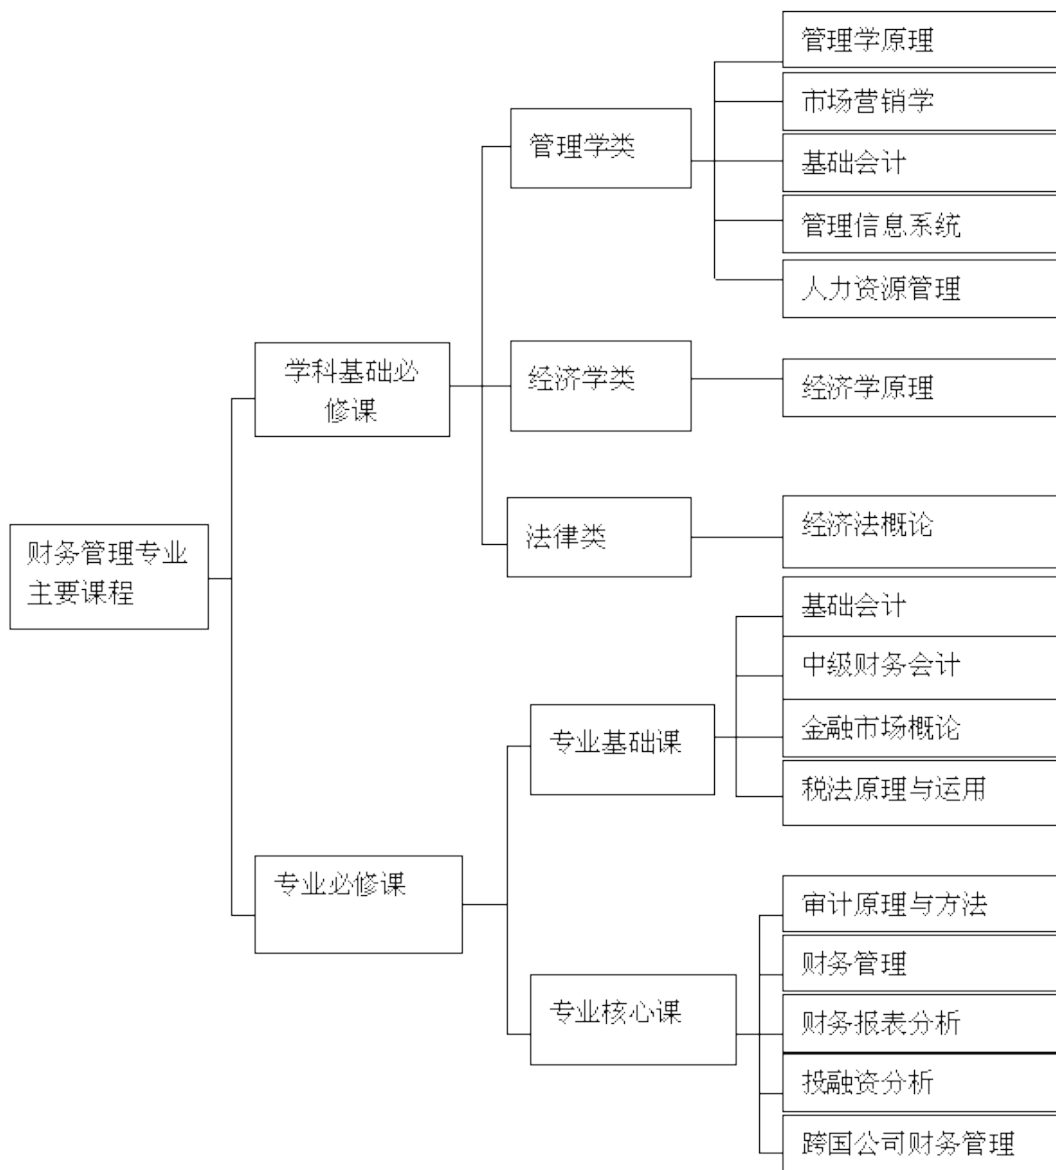 财务管理专业
主要课程
学科基础必
修课
管理学类
管理学原理
市场营销学
基础会计
管理信息系统
人力资源管理
经济学类
经济学原理
法律类
经济法概论
专业必修课
专业基础课
基础会计
中级财务会计
金融市场概论
税法原理与运用
专业核心课
审计原理与方法
财务管理
财务报表分析
投融资分析
跨国公司财务管理